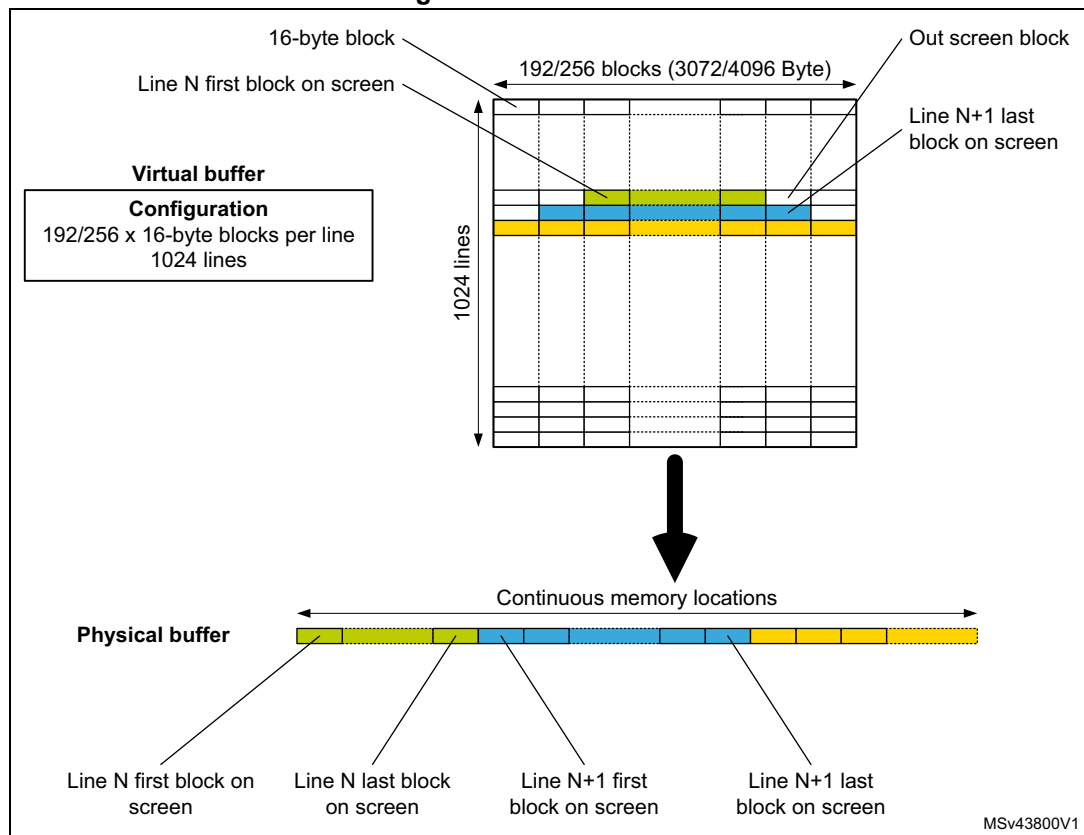 16-byte block
Out screen block
192/256 blocks (3072/4096 Byte)
Line N first block on screen
Line N+1 last
block on screen
Virtual buffer
Configuration
192/256 x 16-byte blocks per line
1024 lines
1024 lines
Continuous memory locations
Physical buffer
Line N first block on
screen
Line N last block
on screen
Line N+1 first
block on screen
Line N+1 last
block on screen
MSv43800V1